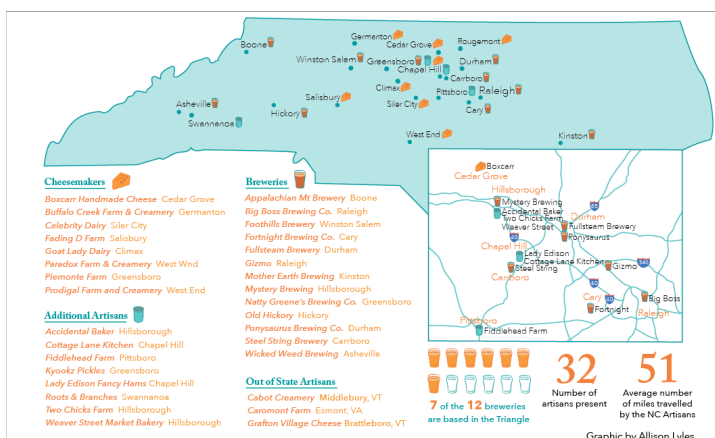 Boone
Germanton
Cedar Grove
Rougemont
Winston Salem
Greensboro
Durham
Chapel Hill
Carrboro
Climax
Pittsboro
Raleigh
Asheville
Salisbury
Siler City
Cary
Hickory
Swannanoa
West End
Kinston
Cheesemakers
Boxcarr Handmade Cheese Cedar Grove
Buffalo Creek Farm & Creamery Germanton
Celebrity Dairy Siler City
Fading D Farm Salisbury
Goat Lady Dairy Climax
Paradox Farm & Creamery West Wnd
Piemonte Farm Greensboro
Prodigal Farm and Creamery West End
Additional Artisans
Accidental Baker Hillsborough
Cottage Lane Kitchen Chapel Hill
Fiddlehead Farm Pittsboro
Kyookz Pickles Greensboro
Lady Edison Fancy Hams Chapel Hill
Roots & Branches Swannanoa
Two Chicks Farm Hillsborough
Weaver Street Market Bakery Hillsborough
Breweries
Appalachian Mt Brewery Boone
Big Boss Brewing Co. Raleigh
Foothills Brewery Winston Salem
Fortnight Brewing Co. Cary
Fullsteam Brewery Durham
Gizmo Raleigh
Mother Earth Brewing Kinston
Mystery Brewing Hillsborough
Natty Greene's Brewing Co. Greensboro
Old Hickory Hickory
Ponysaurus Brewing Co. Durham
Steel String Brewery Carrboro
Wicked Weed Brewing Asheville
Out of State Artisans
Cabot Creamery Middlebury, VT
Caromont Farm Esmont, VA
Grafton Village Cheese Brattleboro, VT
Boxcarr
Cedar Grove
Hillsborough
Mystery Brewing
Accidental Baker
Two Chicks Farm
Weaver Street
Durham
Fullsteam Brewery
Ponysaurus
Chapel Hill
Lady Edison
Cottage Lane Kitchen
Steel String
Gizmo
Carrboro
40
Cary
40
Big Boss
Fortnight
Raleigh
Pittsboro
Fiddlehead Farm
7 of the 12 breweries
are based in the Triangle
32
Number of
artisans present
51
Average number
of miles travelled
by the NC Artisans
Graphic by Allison Lyles